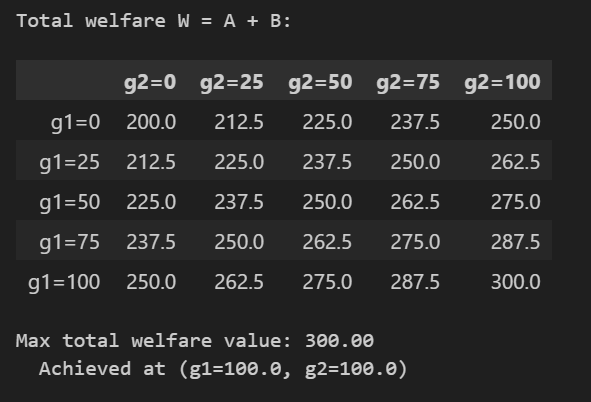 Total welfare W = A + B:
g2=0 g2=25 g2=50 g2=75 g2=100
g1=0 200.0 212.5 225.0 237.5 250.0
g1=25 212.5 225.0 237.5 250.0 262.5
g1=50 225.0 237.5 250.0 262.5 275.0
g1=75 237.5 250.0 262.5 275.0 287.5
g1=100 250.0 262.5 275.0 287.5 300.0
Max total welfare value: 300.00
Achieved at (g1=100.0, g2=100.0)